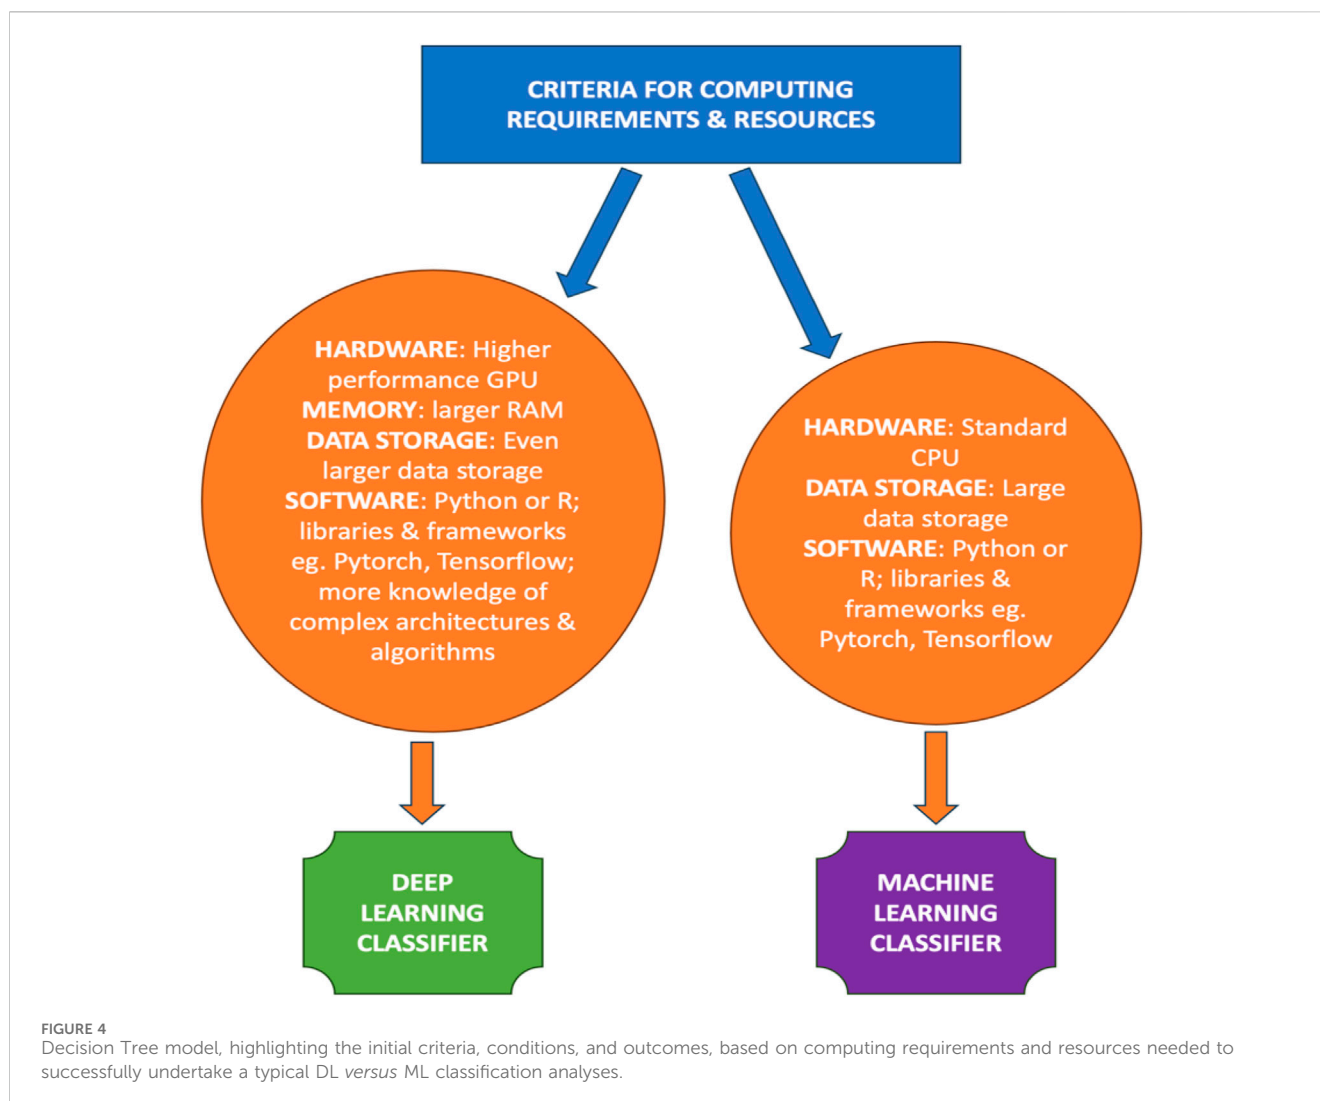 CRITERIA FOR COMPUTING
REQUIREMENTS & RESOURCES
HARDWARE: Higher
performance GPU
MEMORY: larger RAM
DATA STORAGE: Even
larger data storage
SOFTWARE: Python or R;
libraries & frameworks
eg. Pytorch, Tensorflow;
more knowledge of
complex architectures &
algorithms
HARDWARE: Standard
CPU
DATA STORAGE: Large
data storage
SOFTWARE: Python or
R; libraries &
frameworks eg.
Pytorch, Tensorflow
DEEP
LEARNING
CLASSIFIER
MACHINE
LEARNING
CLASSIFIER
FIGURE 4
Decision Tree model, highlighting the initial criteria, conditions, and outcomes, based on computing requirements and resources needed to
successfully undertake a typical DL versus ML classification analyses.